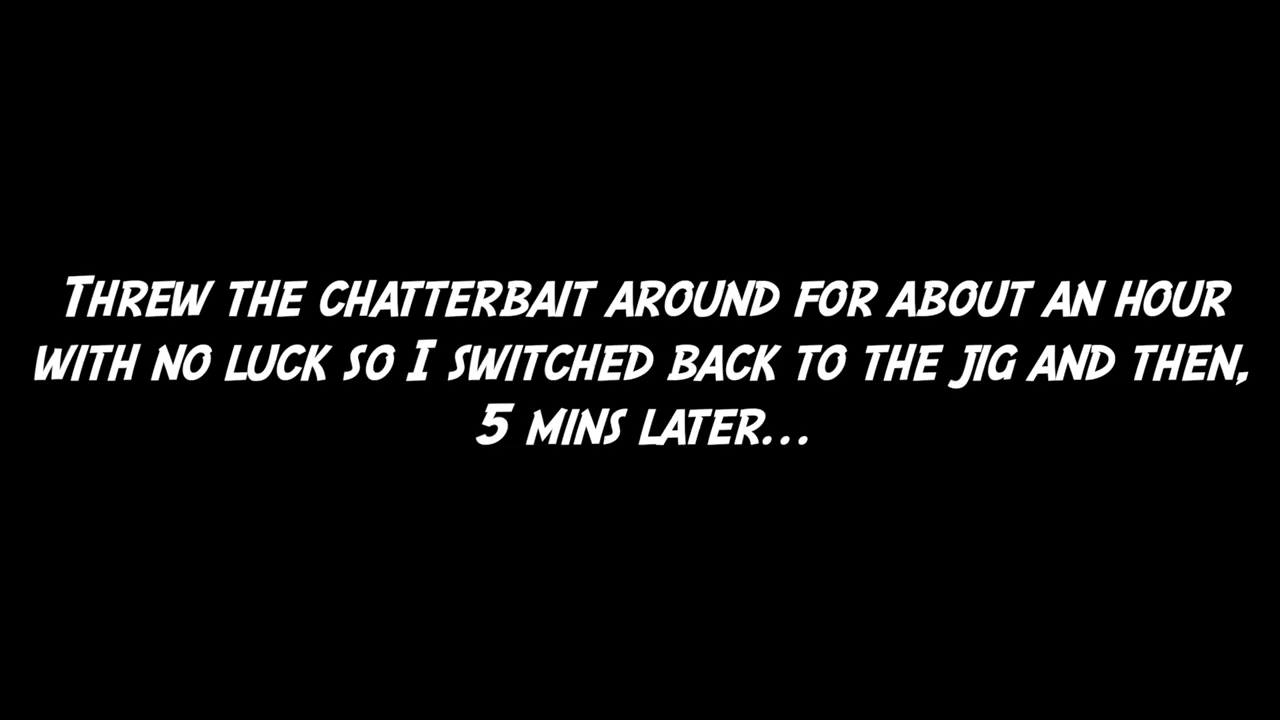 Threw the chatterbait around for about an hour
with no luck so I switched back to the jig and then,
5 mins later...